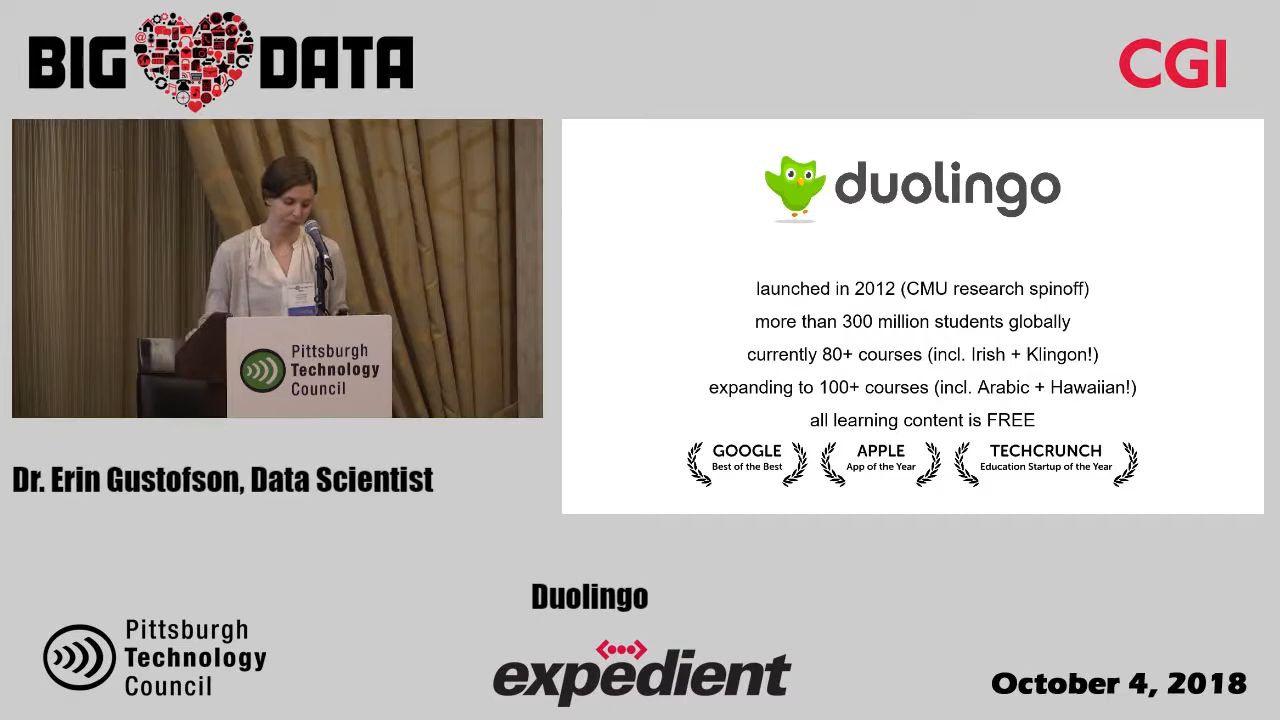 BIG DATA
CGI
Pittsburgh
Technology
Council
duolingo
launched in 2012 (CMU research spinoff)
more than 300 million students globally
currently 80+ courses (incl. Irish + Klingon!)
expanding to 100+ courses (incl. Arabic + Hawaiian!)
all learning content is FREE
GOOGLE
Best of the Best
APPLE
App of the Year
TECHCRUNCH
Education Startup of the Year
Dr. Erin Gustofson, Data Scientist
Duolingo
Pittsburgh
Technology
Council
expedient
October 4, 2018